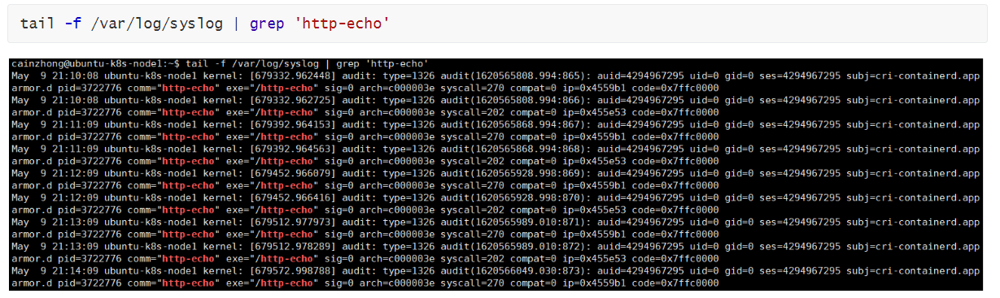 tail -f /var/log/syslog | grep 'http-echo'
cainzhong@ubuntu-k8s-node1:~$ tail -f /var/log/syslog | grep 'http-echo'
May  9 21:10:08 ubuntu-k8s-node1 kernel: [679332.962448] audit: type=1326 audit(1620565808.994:865): auid=4294967295 uid=0 gid=0 ses=4294967295 subj=cri-containerd.app
armor.d pid=3722776 comm="http-echo" exe="/http-echo" sig=0 arch=c000003e syscall=270 compat=0 ip=0x4559b1 code=0x7ffc0000
May  9 21:10:08 ubuntu-k8s-node1 kernel: [679332.962725] audit: type=1326 audit(1620565808.994:866): auid=4294967295 uid=0 gid=0 ses=4294967295 subj=cri-containerd.app
armor.d pid=3722776 comm="http-echo" exe="/http-echo" sig=0 arch=c000003e syscall=202 compat=0 ip=0x455e53 code=0x7ffc0000
May  9 21:11:09 ubuntu-k8s-node1 kernel: [679392.964153] audit: type=1326 audit(1620565868.994:867): auid=4294967295 uid=0 gid=0 ses=4294967295 subj=cri-containerd.app
armor.d pid=3722776 comm="http-echo" exe="/http-echo" sig=0 arch=c000003e syscall=270 compat=0 ip=0x4559b1 code=0x7ffc0000
May  9 21:11:09 ubuntu-k8s-node1 kernel: [679392.964563] audit: type=1326 audit(1620565868.994:868): auid=4294967295 uid=0 gid=0 ses=4294967295 subj=cri-containerd.app
armor.d pid=3722776 comm="http-echo" exe="/http-echo" sig=0 arch=c000003e syscall=202 compat=0 ip=0x455e53 code=0x7ffc0000
May  9 21:12:09 ubuntu-k8s-node1 kernel: [679452.966079] audit: type=1326 audit(1620565928.998:869): auid=4294967295 uid=0 gid=0 ses=4294967295 subj=cri-containerd.app
armor.d pid=3722776 comm="http-echo" exe="/http-echo" sig=0 arch=c000003e syscall=270 compat=0 ip=0x4559b1 code=0x7ffc0000
May  9 21:12:09 ubuntu-k8s-node1 kernel: [679452.966416] audit: type=1326 audit(1620565928.998:870): auid=4294967295 uid=0 gid=0 ses=4294967295 subj=cri-containerd.app
armor.d pid=3722776 comm="http-echo" exe="/http-echo" sig=0 arch=c000003e syscall=202 compat=0 ip=0x455e53 code=0x7ffc0000
May  9 21:13:09 ubuntu-k8s-node1 kernel: [679512.977973] audit: type=1326 audit(1620565989.010:871): auid=4294967295 uid=0 gid=0 ses=4294967295 subj=cri-containerd.app
armor.d pid=3722776 comm="http-echo" exe="/http-echo" sig=0 arch=c000003e syscall=270 compat=0 ip=0x4559b1 code=0x7ffc0000
May  9 21:13:09 ubuntu-k8s-node1 kernel: [679512.978289] audit: type=1326 audit(1620565989.010:872): auid=4294967295 uid=0 gid=0 ses=4294967295 subj=cri-containerd.app
armor.d pid=3722776 comm="http-echo" exe="/http-echo" sig=0 arch=c000003e syscall=202 compat=0 ip=0x455e53 code=0x7ffc0000
May  9 21:14:09 ubuntu-k8s-node1 kernel: [679572.998788] audit: type=1326 audit(1620566049.030:873): auid=4294967295 uid=0 gid=0 ses=4294967295 subj=cri-containerd.app
armor.d pid=3722776 comm="http-echo" exe="/http-echo" sig=0 arch=c000003e syscall=270 compat=0 ip=0x4559b1 code=0x7ffc0000